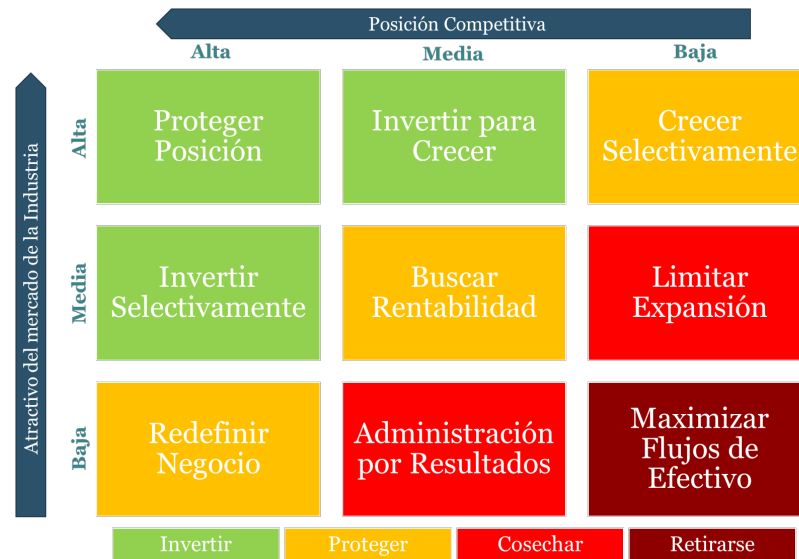 Posición Competitiva
Alta
Media
Baja
Atractivo del mercado de la Industria
Alta
Proteger
Posición
Invertir para
Crecer
Crecer
Selectivamente
Media
Invertir
Selectivamente
Buscar
Rentabilidad
Limitar
Expansión
Baja
Redefinir
Negocio
Administración
por Resultados
Maximizar
Flujos de
Efectivo
Invertir
Proteger
Cosechar
Retirarse